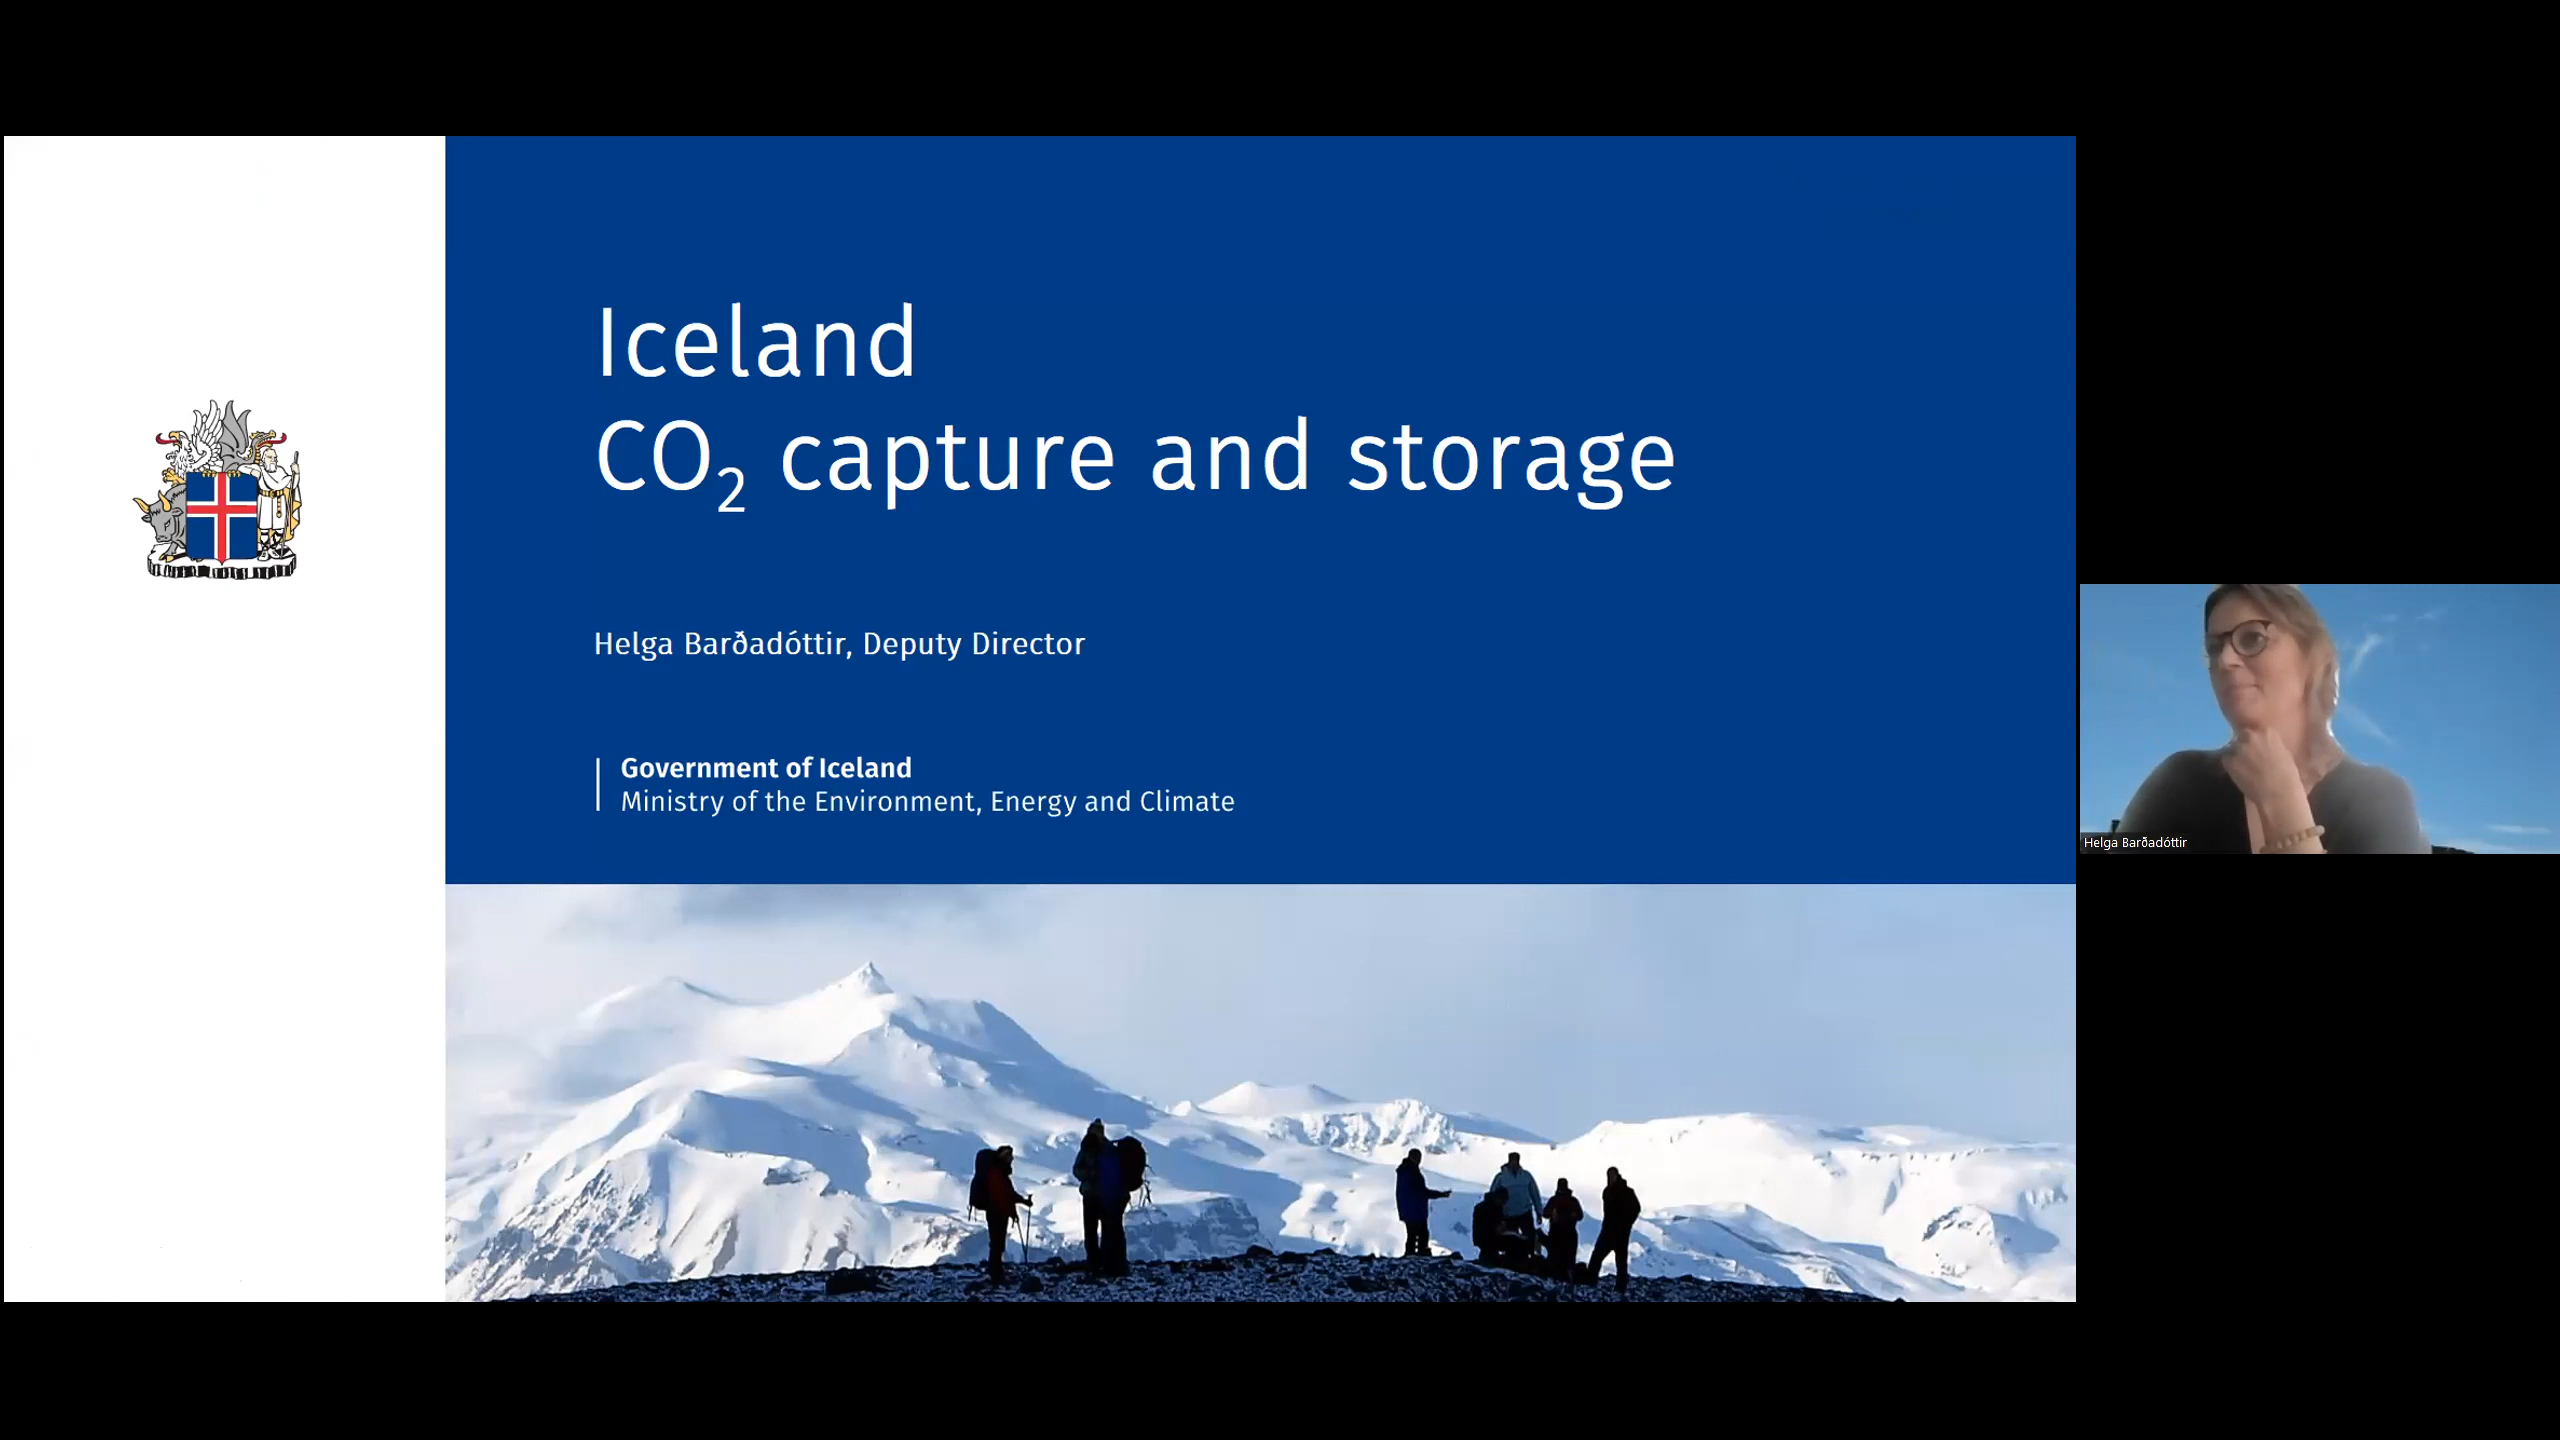 Iceland
CO₂ capture and storage
Helga Barðadóttir, Deputy Director
Government of Iceland
Ministry of the Environment, Energy and Climate
Helga Barðadóttir